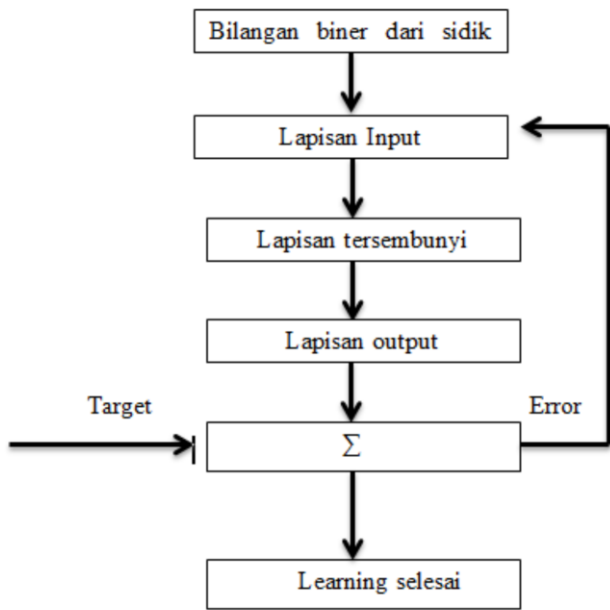 Bilangan biner dari sidik
Lapisan Input
Lapisan tersembunyi
Lapisan output
Target
Error
Σ
Learning selesai